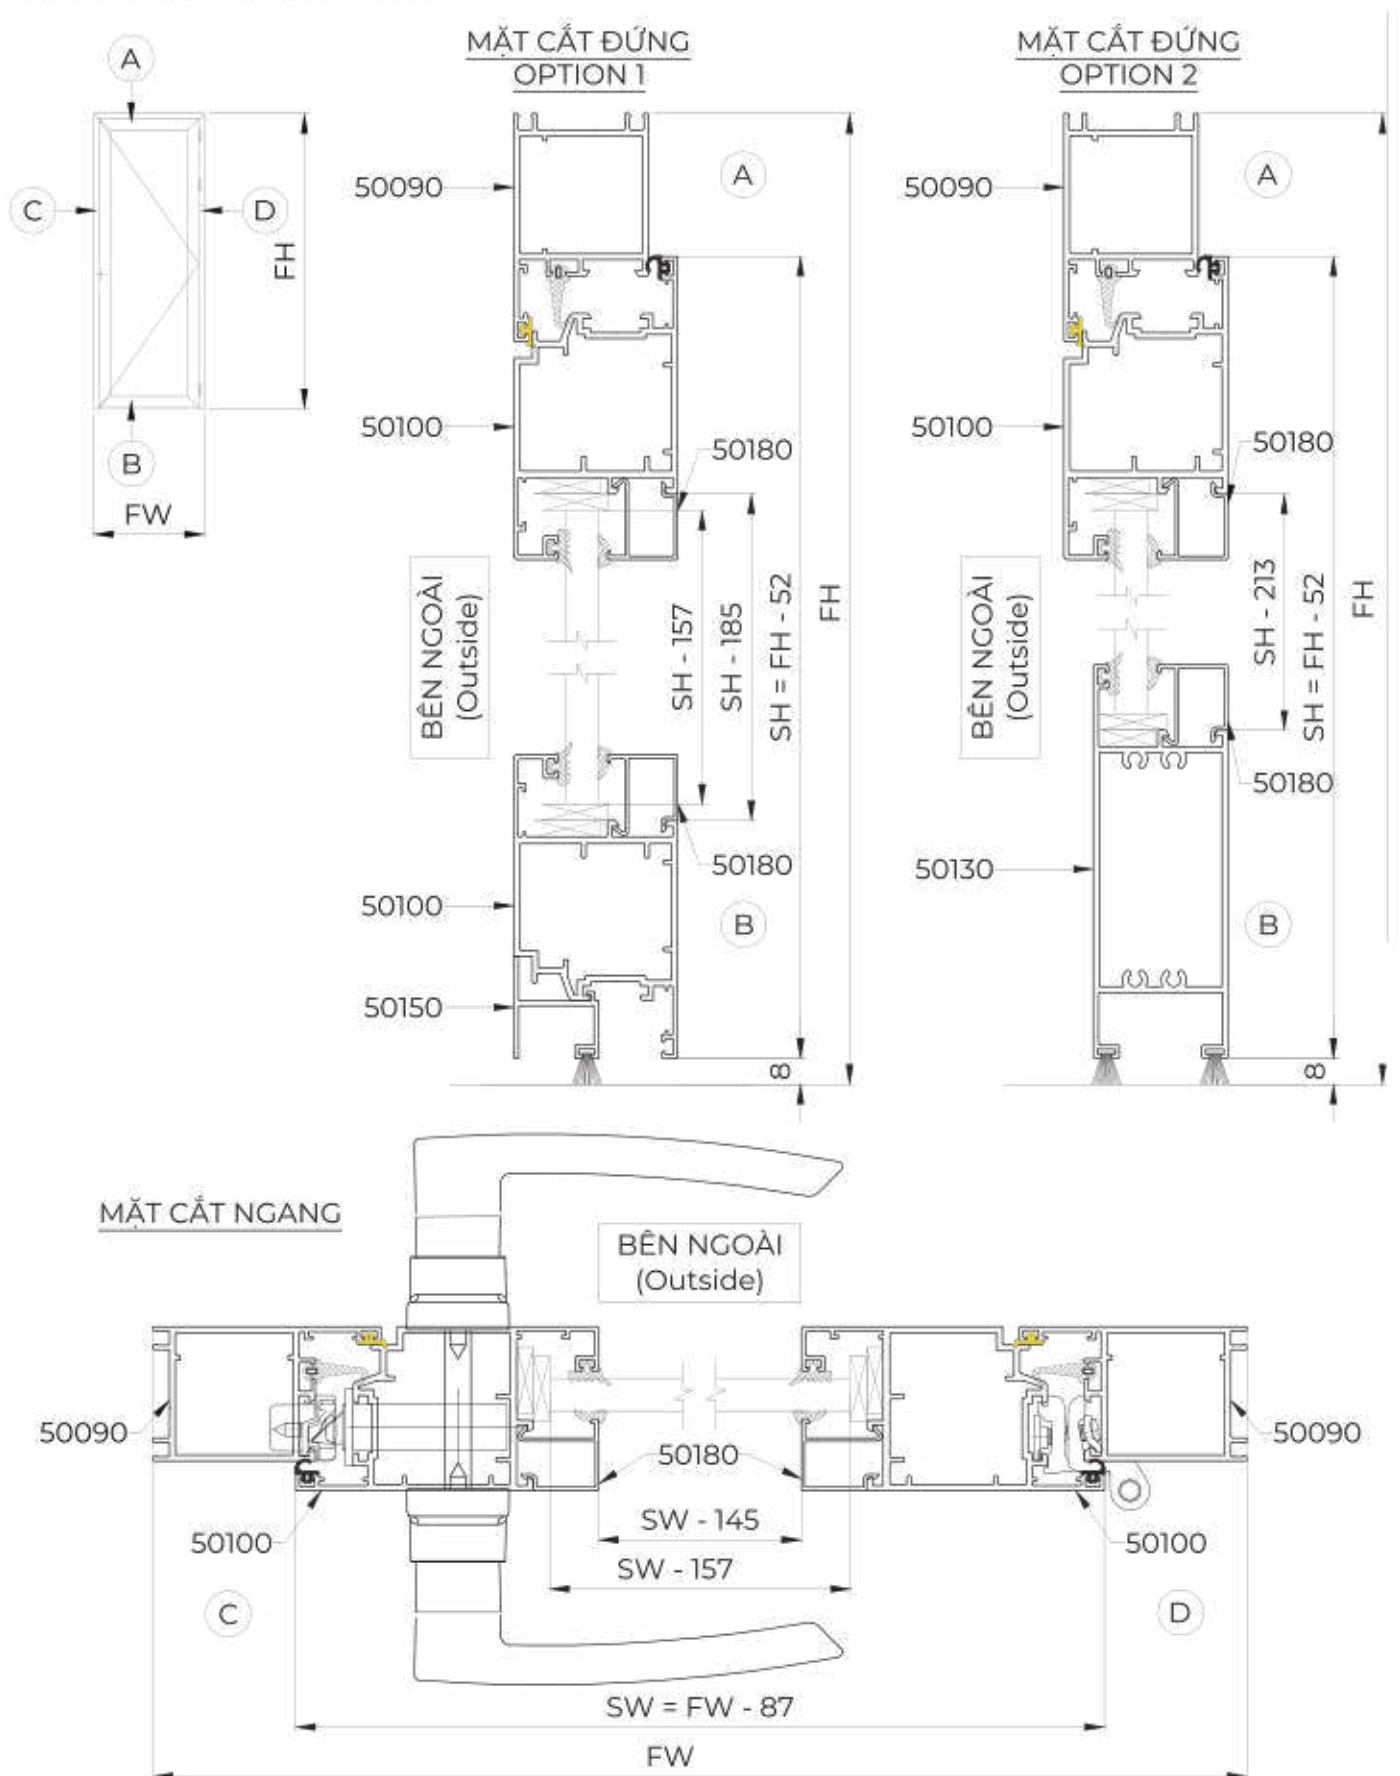 MẶT CẮT ĐỨNG
OPTION 1
MẶT CẮT ĐỨNG
OPTION 2
A
C
D
B
FH
FW
50090
A
50100
50180
BÊN NGOÀI
(Outside)
SH - 157
SH - 185
SH = FH - 52
FH
50180
50100
B
50150
8
50090
A
50100
50180
BÊN NGOÀI
(Outside)
SH - 213
SH = FH - 52
FH
50180
50130
B
8
MẶT CẮT NGANG
BÊN NGOÀI
(Outside)
50090
50180
50090
SW - 145
50100
50100
SW - 157
C
D
SW = FW - 87
FW